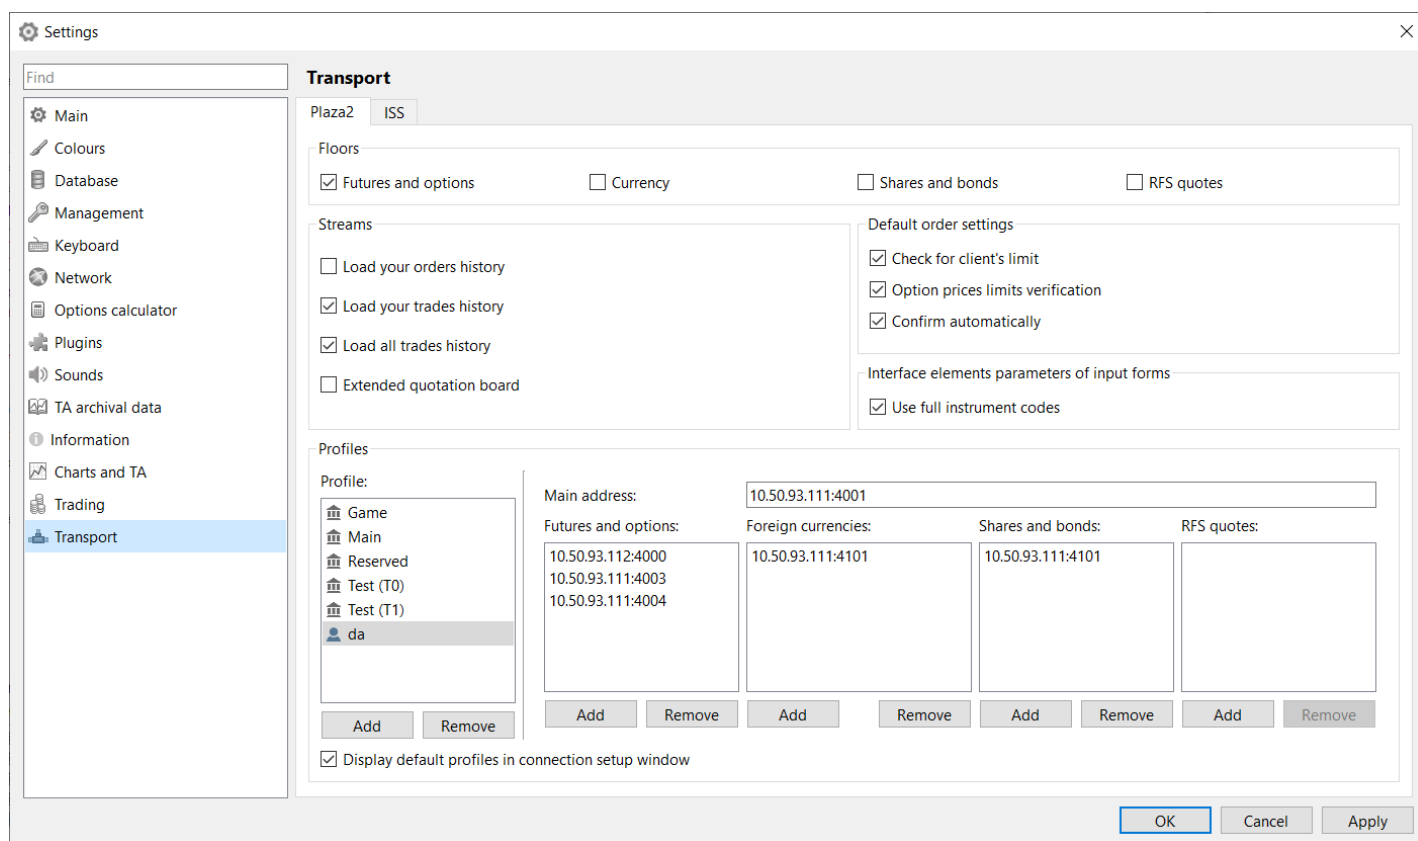 Settings
Find
Main
Colours
Database
Management
Keyboard
Network
Options calculator
Plugins
Sounds
TA archival data
Information
Charts and TA
Trading
Transport
Transport
Plaza2 ISS
Floors
Futures and options Currency Shares and bonds RFS quotes
Streams
Load your orders history
Load your trades history
Load all trades history
Extended quotation board
Default order settings
Check for client's limit
Option prices limits verification
Confirm automatically
Interface elements parameters of input forms
Use full instrument codes
Profiles
Profile:
Game
Main
Reserved
Test (T0)
Test (T1)
da
Add Remove
Main address: 10.50.93.111:4001
Futures and options:
10.50.93.112:4000
10.50.93.111:4003
10.50.93.111:4004
Add Remove
Foreign currencies:
10.50.93.111:4101
Add Remove
Shares and bonds:
10.50.93.111:4101
Add Remove
RFS quotes:
Add Remove
Display default profiles in connection setup window
OK Cancel Apply